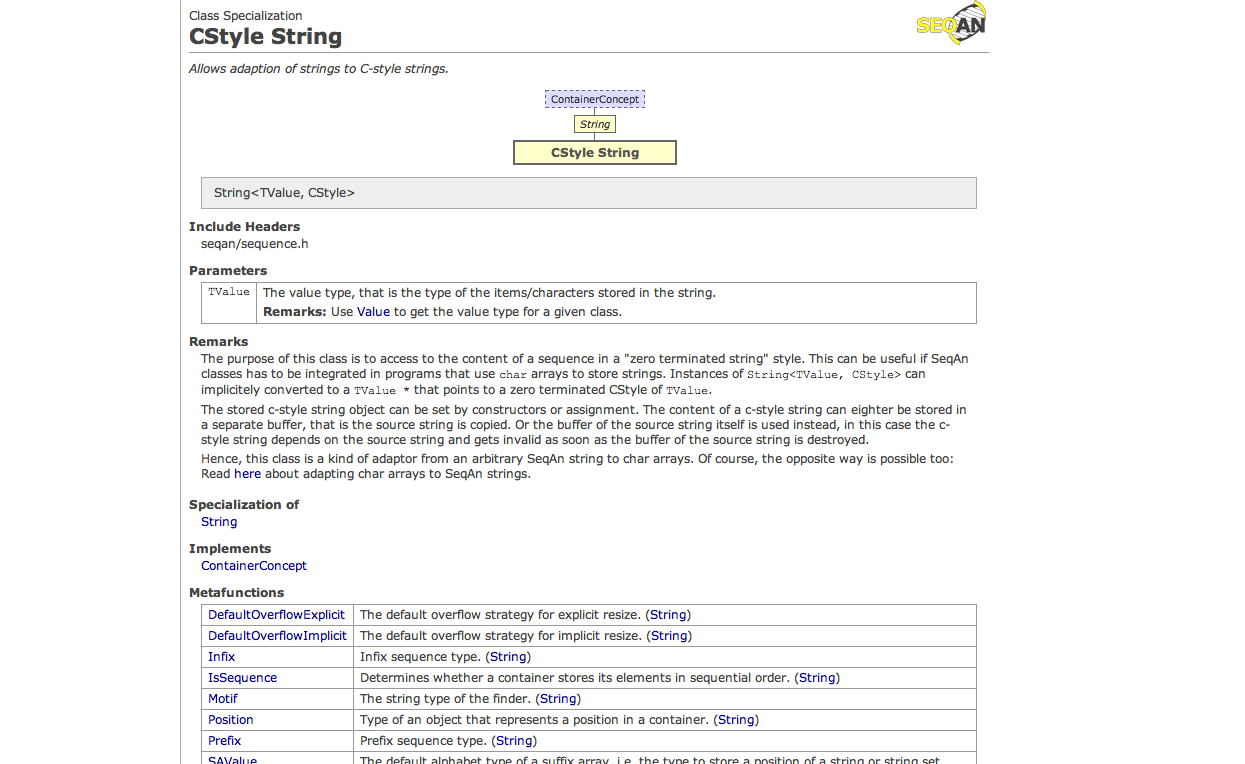 Class Specialization
SEQAN
CStyle String
Allows adaption of strings to C-style strings.
ContainerConcept
String
CStyle String
String<TValue, CStyle>
Include Headers
seqan/sequence.h
Parameters
TValue The value type, that is the type of the items/characters stored in the string.
Remarks: Use Value to get the value type for a given class.
Remarks
The purpose of this class is to access to the content of a sequence in a "zero terminated string" style. This can be useful if SeqAn
classes has to be integrated in programs that use char arrays to store strings. Instances of String<TValue, CStyle> can
implicitely converted to a TValue * that points to a zero terminated CStyle of TValue.
The stored c-style string object can be set by constructors or assignment. The content of a c-style string can eighter be stored in
a separate buffer, that is the source string is copied. Or the buffer of the source string itself is used instead, in this case the c-
style string depends on the source string and gets invalid as soon as the buffer of the source string is destroyed.
Hence, this class is a kind of adaptor from an arbitrary SeqAn string to char arrays. Of course, the opposite way is possible too:
Read here about adapting char arrays to SeqAn strings.
Specialization of
String
Implements
ContainerConcept
Metafunctions
DefaultOverflowExplicit The default overflow strategy for explicit resize. (String)
DefaultOverflowImplicit The default overflow strategy for implicit resize. (String)
Infix Infix sequence type. (String)
IsSequence Determines whether a container stores its elements in sequential order. (String)
Motif The string type of the finder. (String)
Position Type of an object that represents a position in a container. (String)
Prefix Prefix sequence type. (String)
SAValue The default alphabet type of a suffix array, i.e. the type to store a position of a string or string set.